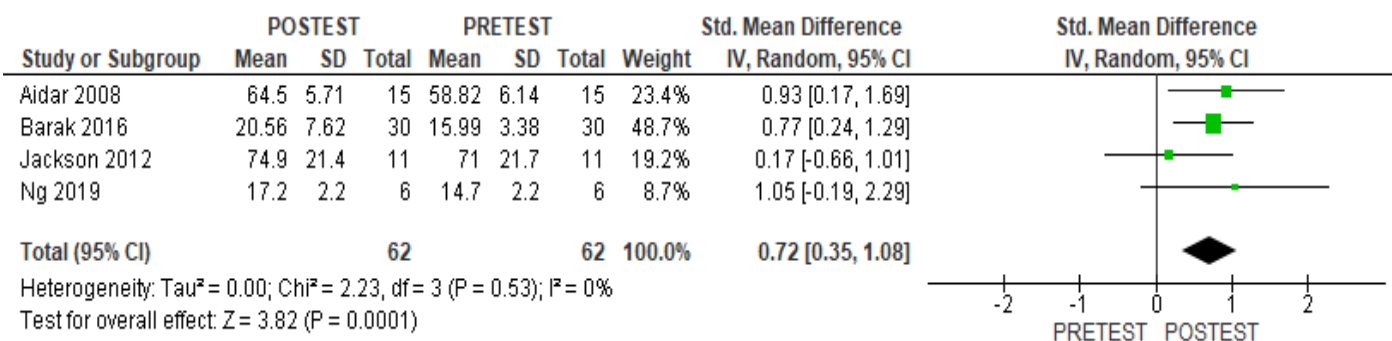 POSTEST PRETEST Std. Mean Difference Std. Mean Difference
Study or Subgroup Mean SD Total Mean SD Total Weight IV, Random, 95% CI IV, Random, 95% CI
Aidar 2008 64.5 5.71 15 58.82 6.14 15 23.4% 0.93 [0.17, 1.69]
Barak 2016 20.56 7.62 30 15.99 3.38 30 48.7% 0.77 [0.24, 1.29]
Jackson 2012 74.9 21.4 11 71 21.7 11 19.2% 0.17 [-0.66, 1.01]
Ng 2019 17.2 2.2 6 14.7 2.2 6 8.7% 1.05 [-0.19, 2.29]
Total (95% CI) 62 62 100.0% 0.72 [0.35, 1.08]
Heterogeneity: Tau² = 0.00; Chi² = 2.23, df = 3 (P = 0.53); I² = 0%
Test for overall effect: Z = 3.82 (P = 0.0001)
-2 -1 0 1 2
PRETEST POSTEST